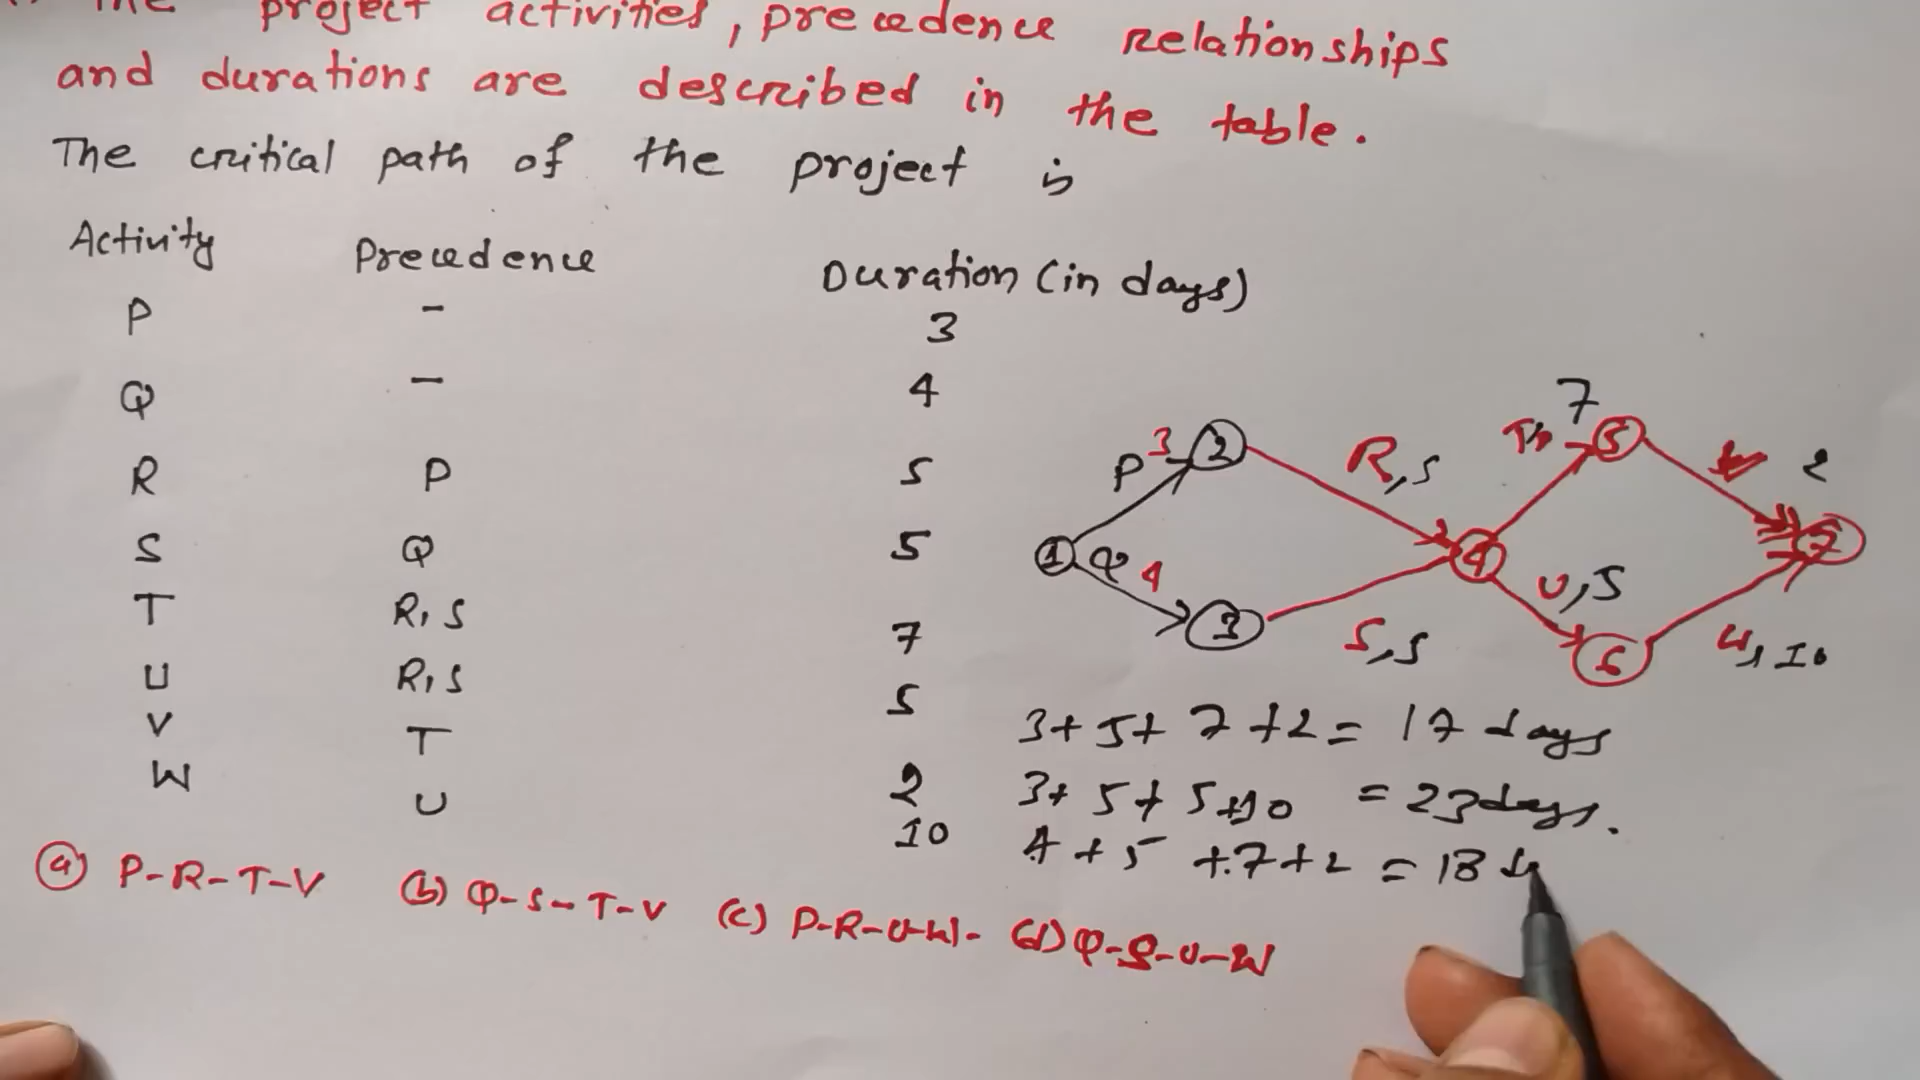 The project activities, precedence relationships
and durations are described in the table.
The critical path of the project is
Activity Precedence Duration (in days)
P - 3
Q - 4
R P 5
S Q 5
T R, S 7
U R, S 5
V T 2
W U 10
(a) P-R-T-V (b) Q-S-T-V (c) P-R-U-W- (d) Q-S-U-W
1 2 3 4 5 6 7
P 3
Q 4
R, 5
S, 5
7
U, 5
2
, 10
3+5+7+2= 17 days
3+5+5+10 = 23 days.
4+5+7+2 = 18 d